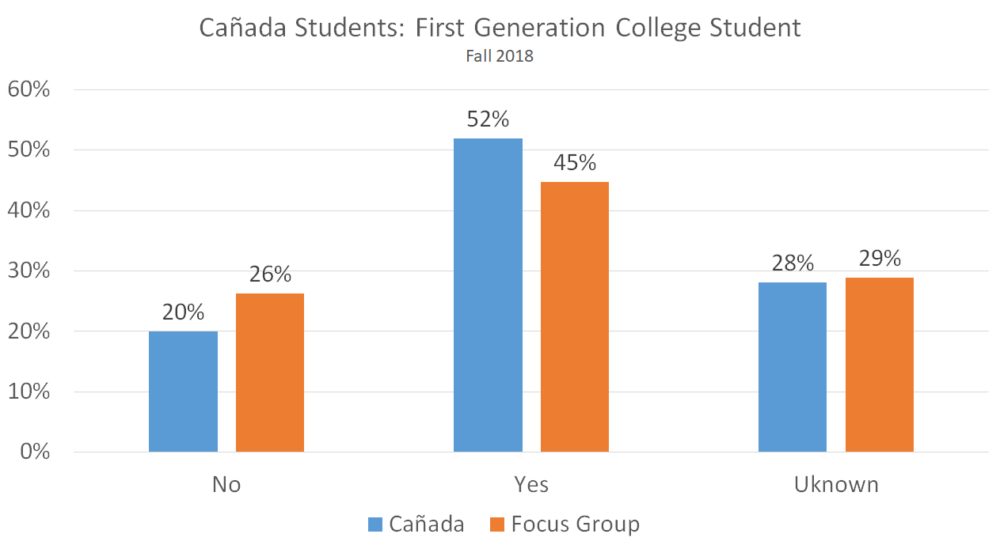 Cañada Students: First Generation College Student
Fall 2018
60%
50%
40%
30%
20%
10%
0%
20%
26%
52%
45%
28%
29%
No
Yes
Uknown
Cañada
Focus Group